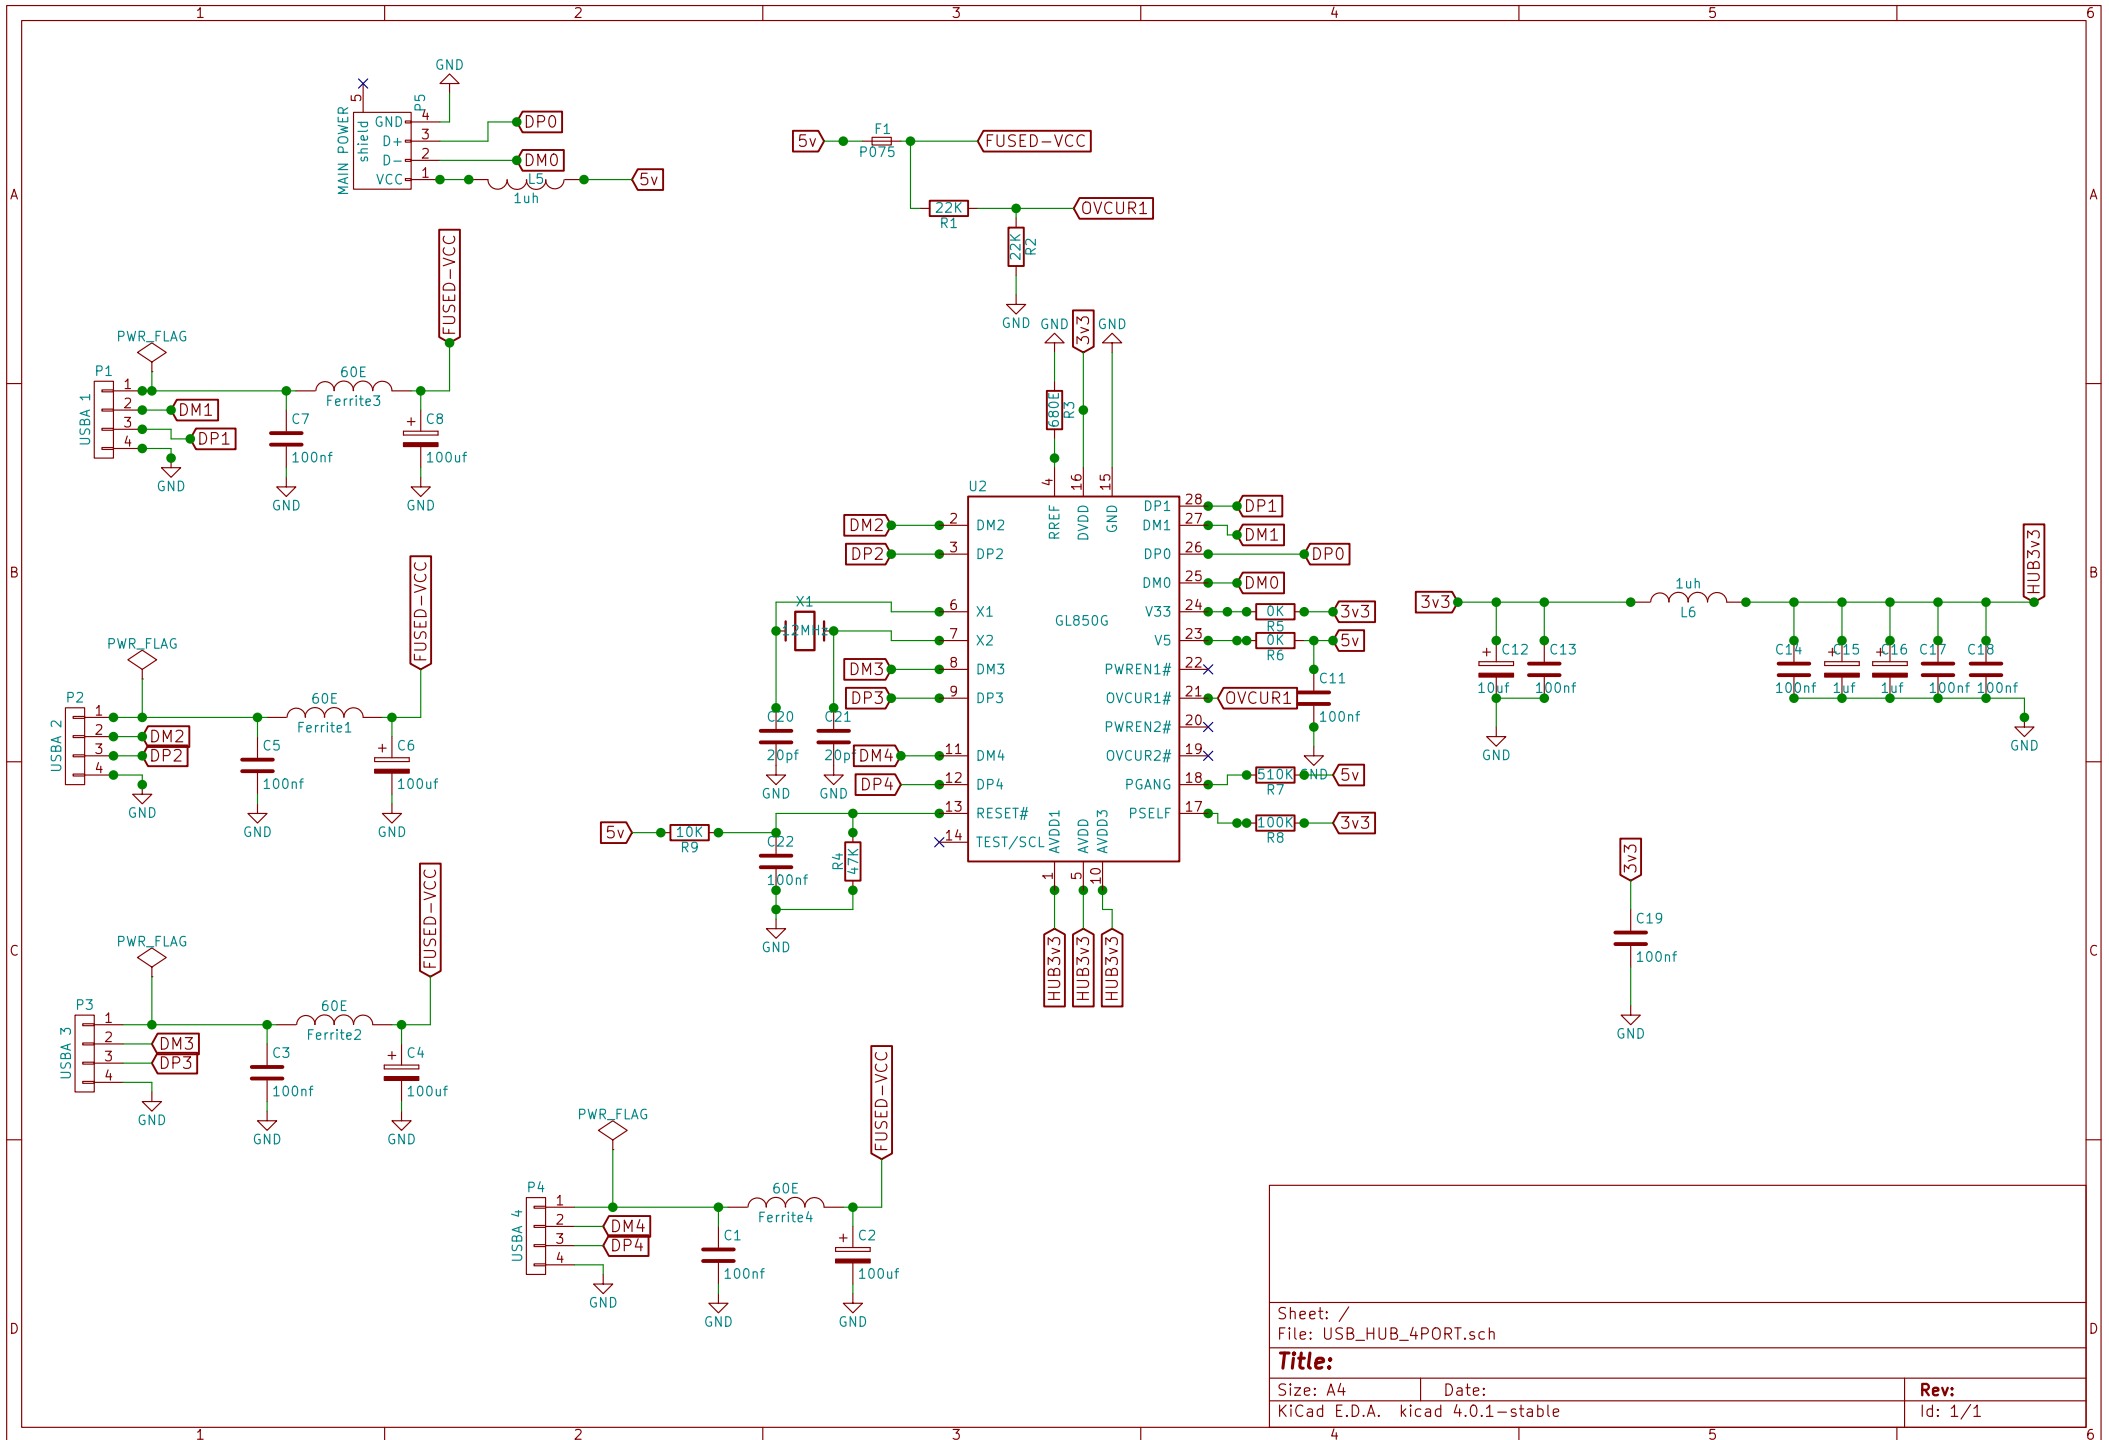 1 2 3 4 5 6
A
B
C
D
A
B
C
D
1 2 3 4 5 6
GND
MAIN POWER
shield
P5
5
GND 4
D+ 3
D- 2
VCC 1
DP0
DM0
L5
1uh
5v
5v
F1
P075
FUSED-VCC
22K
R1
OVCUR1
22K
R2
GND
FUSED-VCC
PWR_FLAG
P1
USBA 1
1
2
3
4
DM1
DP1
GND
60E
Ferrite3
C7
100nf
GND
C8
+
100uf
GND
FUSED-VCC
PWR_FLAG
P2
USBA 2
1
2
3
4
DM2
DP2
GND
60E
Ferrite1
C5
100nf
GND
C6
+
100uf
GND
FUSED-VCC
PWR_FLAG
P3
USBA 3
1
2
3
4
DM3
DP3
GND
60E
Ferrite2
C3
100nf
GND
C4
+
100uf
GND
FUSED-VCC
PWR_FLAG
P4
USBA 4
1
2
3
4
DM4
DP4
GND
60E
Ferrite4
C1
100nf
GND
C2
+
100uf
GND
GND
3v3
GND
680E
R3
4
16
15
U2
RREF
DVDD
GND
GL850G
DM2 2 DM2
DP2 3 DP2
6 X1
7 X2
DM3 8 DM3
DP3 9 DP3
DM4 11 DM4
DP4 12 DP4
13 RESET#
14 TEST/SCL
X1
12MHz
C20
20pf
GND
C21
20pf
GND
5v
10K
R9
C22
100nf
R4
47K
GND
AVDD1
AVDD
AVDD3
1
5
10
HUB3v3
HUB3v3
HUB3v3
DP1 28 DP1
DM1 27 DM1
DP0 26 DP0
DM0 25 DM0
V33 24 0K 3v3
R5
V5 23 0K 5v
R6
PWREN1# 22
OVCUR1# 21 OVCUR1
PWREN2# 20
OVCUR2# 19
PGANG 18 510K 5v
R7
PSELF 17 100K 3v3
R8
C11
100nf
GND
3v3
1uh
L6
HUB3v3
C12
+
10uf
C13
100nf
GND
C14
100nf
C15
+
1uf
C16
+
1uf
C17
100nf
C18
100nf
GND
3v3
C19
100nf
GND
Sheet: /
File: USB_HUB_4PORT.sch
Title:
Size: A4 Date: Rev:
KiCad E.D.A. kicad 4.0.1-stable Id: 1/1